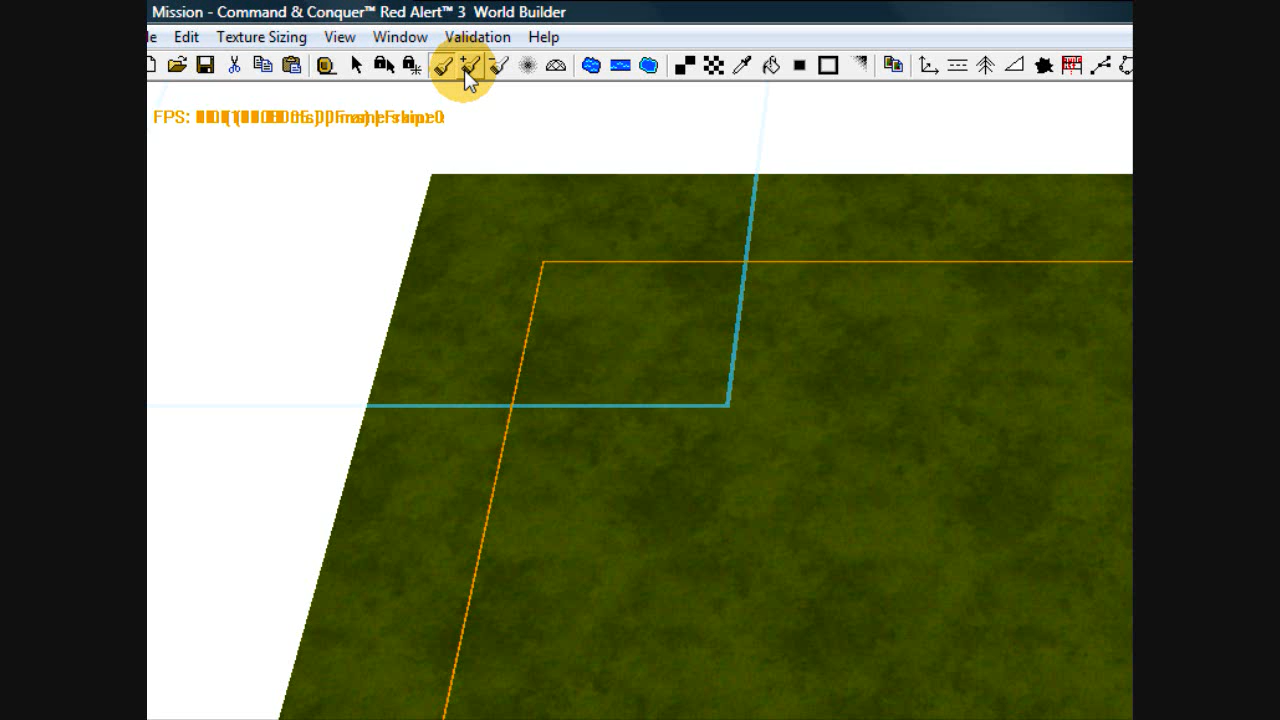 Mission - Command & Conquer™ Red Alert™ 3 World Builder
le Edit Texture Sizing View Window Validation Help
FPS: